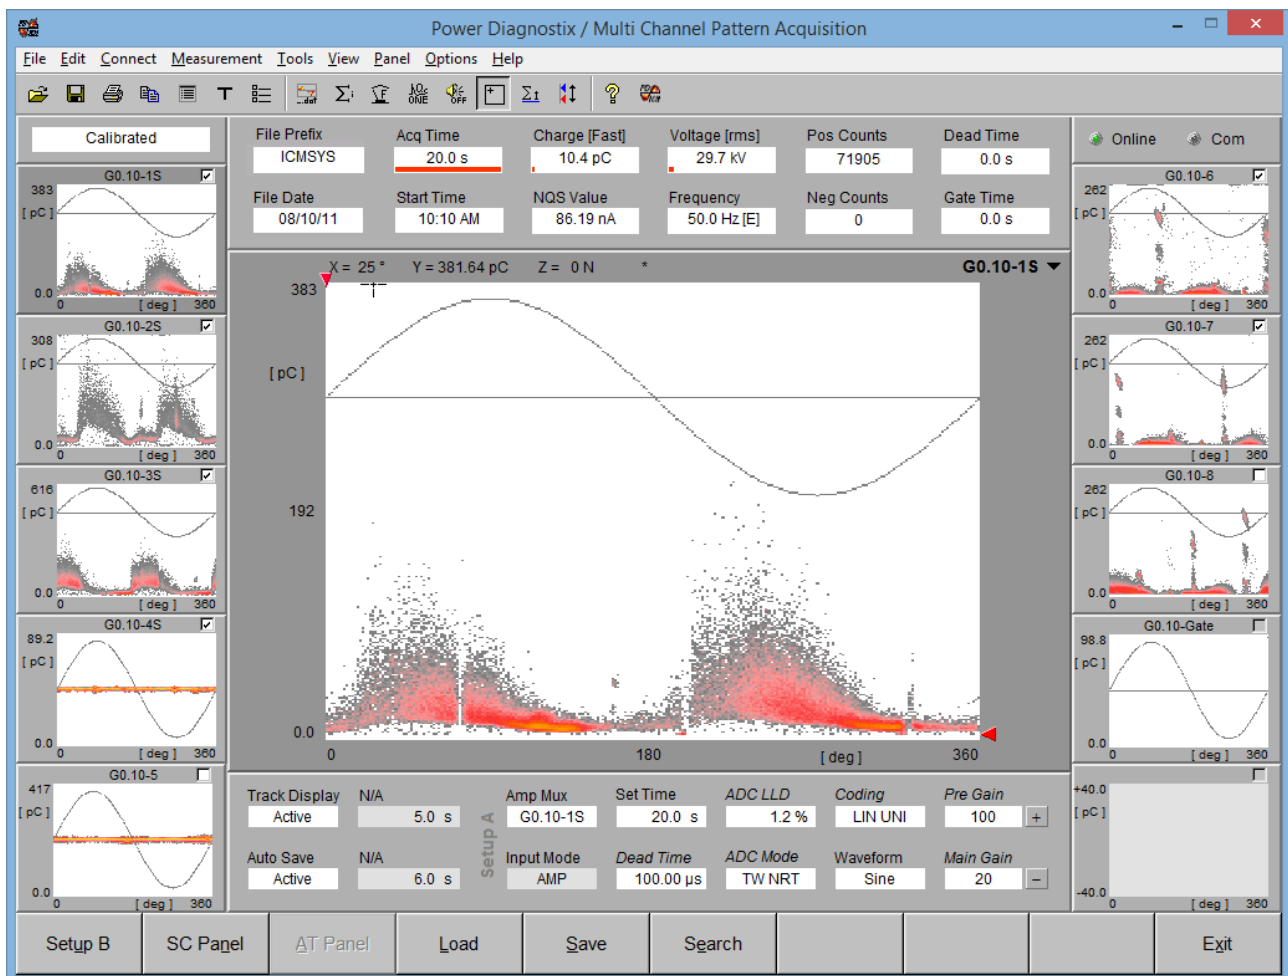 Power Diagnostix / Multi Channel Pattern Acquisition
File Edit Connect Measurement Tools View Panel Options Help
Calibrated
File Prefix Acq Time Charge [Fast] Voltage [rms] Pos Counts Dead Time
ICMSYS 20.0 s 10.4 pC 29.7 kV 71905 0.0 s
File Date Start Time NQS Value Frequency Neg Counts Gate Time
08/10/11 10:10 AM 86.19 nA 50.0 Hz [E] 0 0.0 s
Online Com
G0.10-1S
383
[ pC ]
0.0
0 [ deg ] 360
G0.10-2S
308
[ pC ]
0.0
0 [ deg ] 360
G0.10-3S
616
[ pC ]
0.0
0 [ deg ] 360
G0.10-4S
89.2
[ pC ]
0.0
0 [ deg ] 360
G0.10-5
417
[ pC ]
0.0
0 [ deg ] 360
X = 25 ° Y = 381.64 pC Z = 0 N * G0.10-1S
383
[ pC ]
192
0.0
0 180 [ deg ] 360
Track Display N/A Amp Mux Set Time ADC LLD Coding Pre Gain
Active 5.0 s G0.10-1S 20.0 s 1.2 % LIN UNI 100 +
Setup A
Auto Save N/A Input Mode Dead Time ADC Mode Waveform Main Gain
Active 6.0 s AMP 100.00 µs TW NRT Sine 20 −
G0.10-6
262
[ pC ]
0.0
0 [ deg ] 360
G0.10-7
262
[ pC ]
0.0
0 [ deg ] 360
G0.10-8
262
[ pC ]
0.0
0 [ deg ] 360
G0.10-Gate
98.8
[ pC ]
0.0
0 [ deg ] 360
+40.0
[ pC ]
-40.0
0 [ deg ] 360
Setup B SC Panel AT Panel Load Save Search Exit